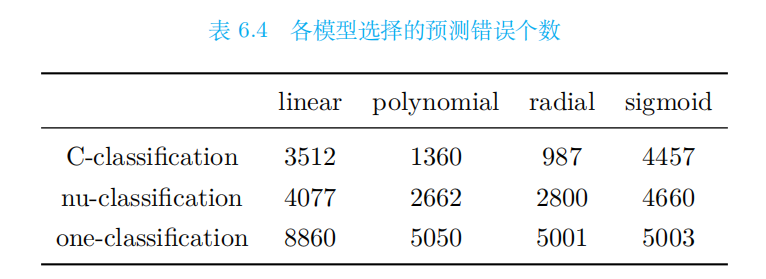 表 6.4 各模型选择的预测错误个数
linear polynomial radial sigmoid
C-classification 3512 1360 987 4457
nu-classification 4077 2662 2800 4660
one-classification 8860 5050 5001 5003